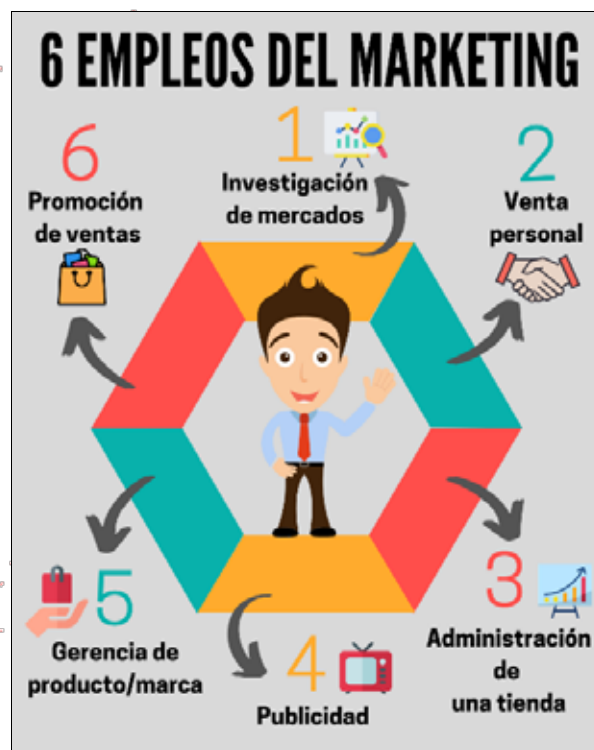 6 EMPLEOS DEL MARKETING
1
Investigación
de mercados
2
Venta
personal
3
Administración
de
una tienda
4
Publicidad
5
Gerencia de
producto/marca
6
Promoción
de ventas